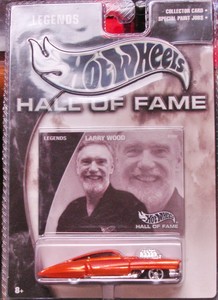 LEGENDS
COLLECTOR CARD •
SPECIAL PAINT JOBS •
Hot Wheels
HALL OF FAME
LEGENDS
LARRY WOOD
Hot Wheels
HALL OF FAME
8+